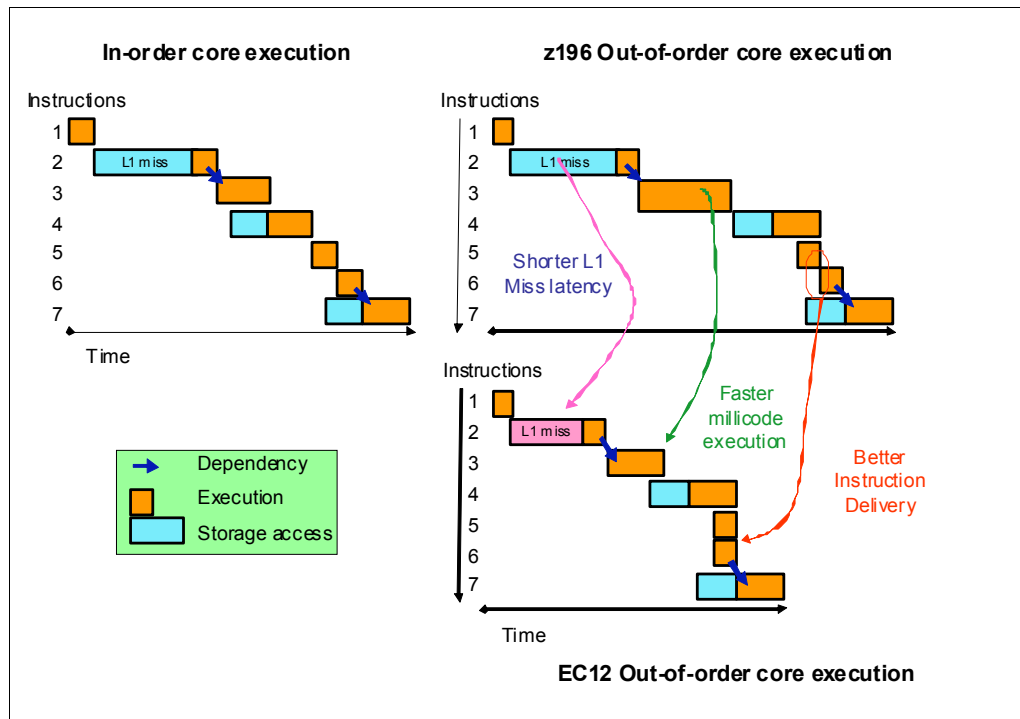 In-order core execution
Instructions
1
2
L1 miss
3
4
5
6
7
Time
z196 Out-of-order core execution
Instructions
1
2
L1 miss
3
4
5
6
7
Shorter L1
Miss latency
Instructions
1
2
L1 miss
3
4
5
6
7
Time
Faster
millicode
execution
Better
Instruction
Delivery
Dependency
Execution
Storage access
EC12 Out-of-order core execution